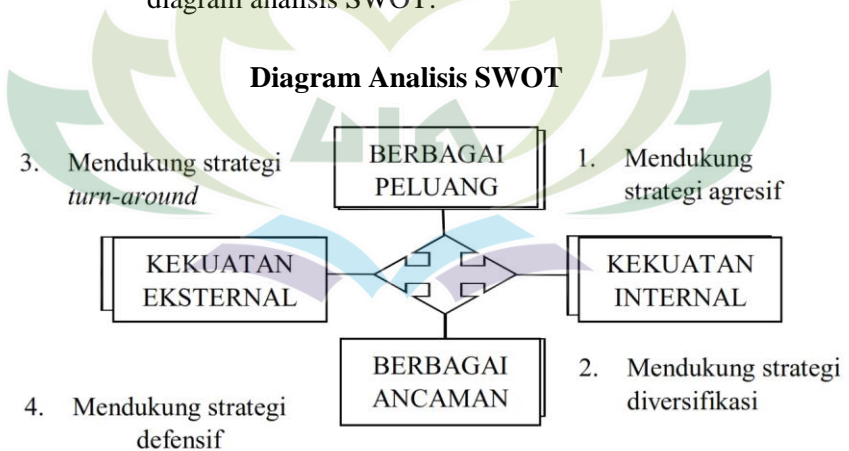 diagram analisis SWOT.
Diagram Analisis SWOT
3. Mendukung strategi
turn-around
BERBAGAI
PELUANG
1. Mendukung
strategi agresif
KEKUATAN
EKSTERNAL
KEKUATAN
INTERNAL
BERBAGAI
ANCAMAN
2. Mendukung strategi
diversifikasi
4. Mendukung strategi
defensif